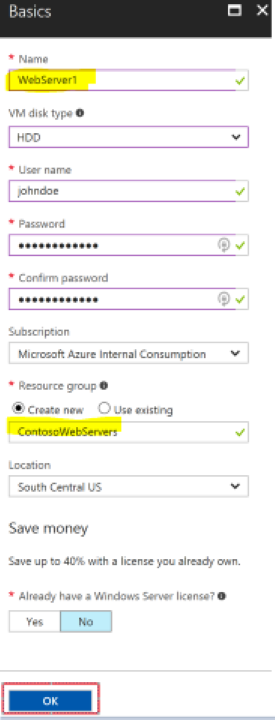 Basics
* Name
WebServer1
VM disk type
HDD
* User name
johndoe
* Password
••••••••••••
* Confirm password
••••••••••••
Subscription
Microsoft Azure Internal Consumption
* Resource group
Create new Use existing
ContosoWebServers
Location
South Central US
Save money
Save up to 40% with a license you already own.
* Already have a Windows Server license?
Yes No
OK